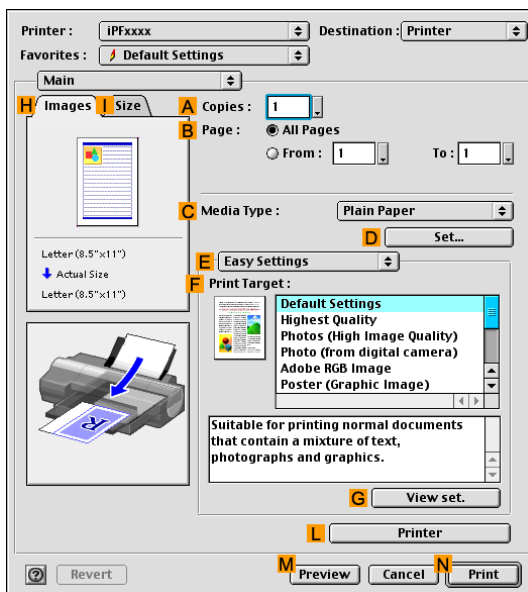 Printer : iPFxxxx Destination : Printer
Favorites : Default Settings
Main
H Images I Size
A Copies : 1
B Page : All Pages
From : 1 To : 1
C Media Type : Plain Paper
D Set...
Letter (8.5"x11")
Actual Size
Letter (8.5"x11")
E Easy Settings
F Print Target :
Default Settings
Highest Quality
Photos (High Image Quality)
Photo (from digital camera)
Adobe RGB Image
Poster (Graphic Image)
Suitable for printing normal documents
that contain a mixture of text,
photographs and graphics.
R
G View set.
L Printer
? Revert M Preview Cancel N Print